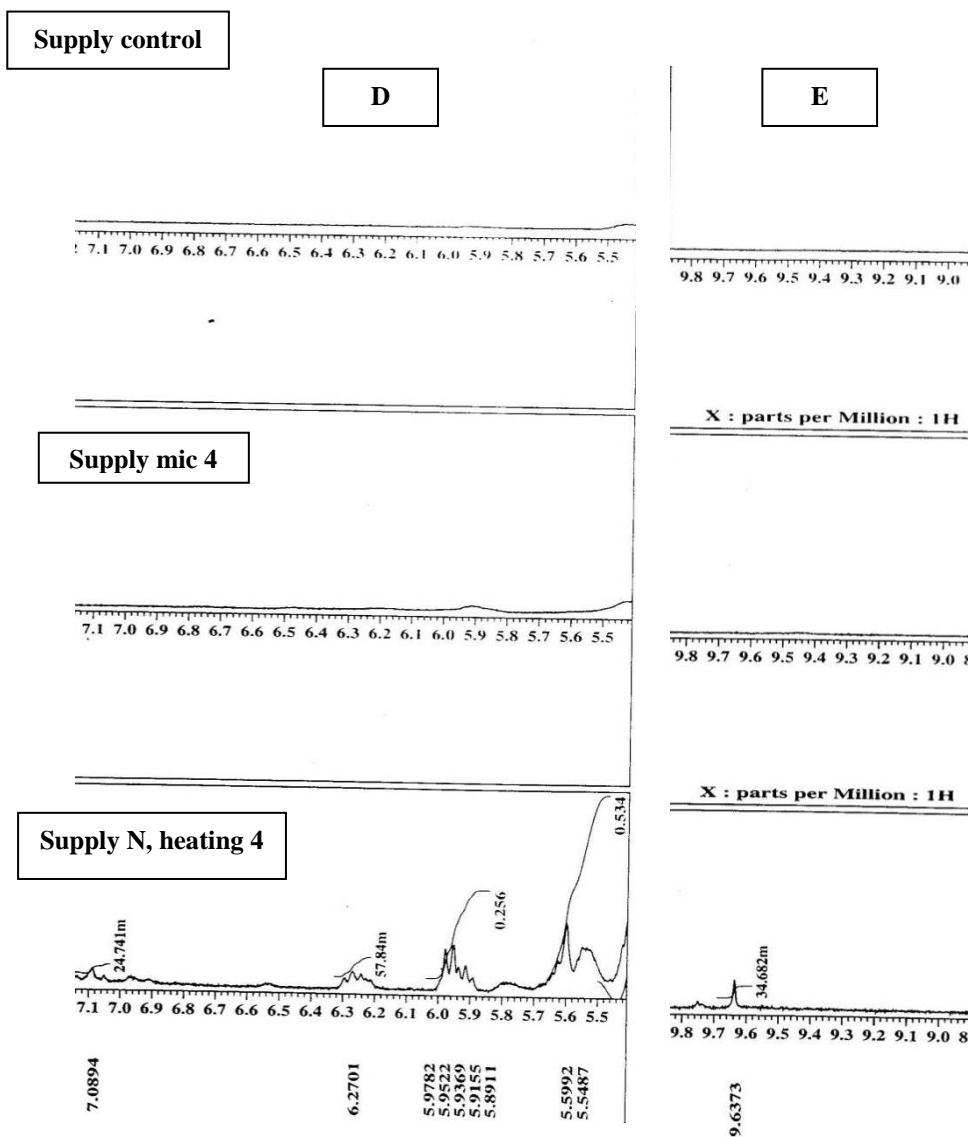 Supply control
D
E
7.1 7.0 6.9 6.8 6.7 6.6 6.5 6.4 6.3 6.2 6.1 6.0 5.9 5.8 5.7 5.6 5.5
9.8 9.7 9.6 9.5 9.4 9.3 9.2 9.1 9.0
X : parts per Million : 1H
Supply mic 4
7.1 7.0 6.9 6.8 6.7 6.6 6.5 6.4 6.3 6.2 6.1 6.0 5.9 5.8 5.7 5.6 5.5
9.8 9.7 9.6 9.5 9.4 9.3 9.2 9.1 9.0
X : parts per Million : 1H
Supply N, heating 4
24.741m
57.84m
0.256
0.534
34.682m
7.1 7.0 6.9 6.8 6.7 6.6 6.5 6.4 6.3 6.2 6.1 6.0 5.9 5.8 5.7 5.6 5.5
9.8 9.7 9.6 9.5 9.4 9.3 9.2 9.1 9.0
7.0894
6.2701
5.9782
5.9522
5.9369
5.9155
5.8911
5.5992
5.5487
9.6373